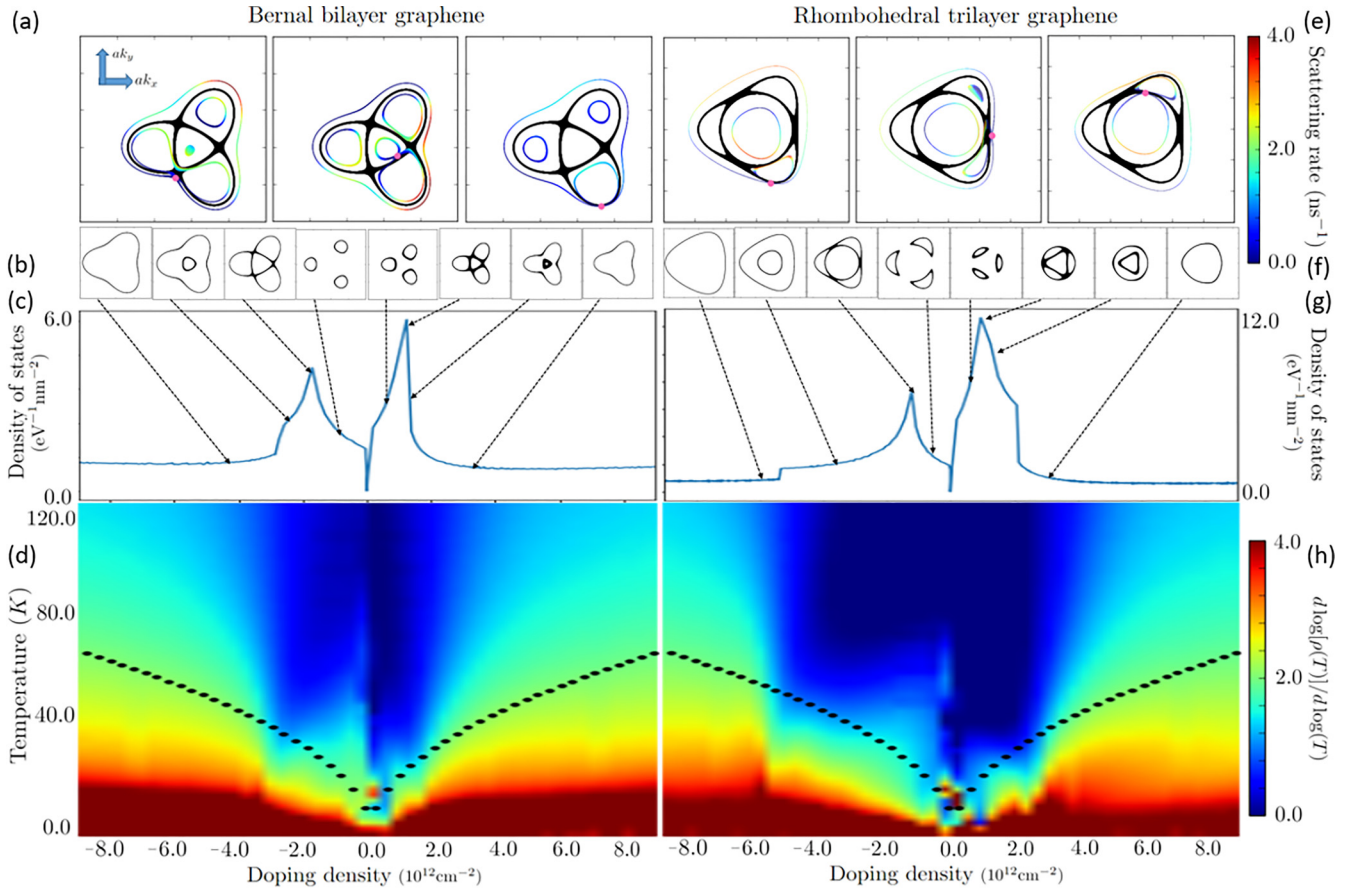 Bernal bilayer graphene
Rhombohedral trilayer graphene
(a)
ak_y
ak_x
(e)
4.0
2.0
0.0
Scattering rate (ns⁻¹)
(b)
(f)
(c)
6.0
0.0
Density of states
(eV⁻¹nm⁻²)
(g)
12.0
0.0
Density of states
(eV⁻¹nm⁻²)
(d)
120.0
80.0
40.0
0.0
Temperature (K)
(h)
4.0
2.0
0.0
d log[ρ(T)]/d log(T)
−8.0 −6.0 −4.0 −2.0 0.0 2.0 4.0 6.0 8.0
−8.0 −6.0 −4.0 −2.0 0.0 2.0 4.0 6.0 8.0
Doping density (10¹²cm⁻²)
Doping density (10¹²cm⁻²)